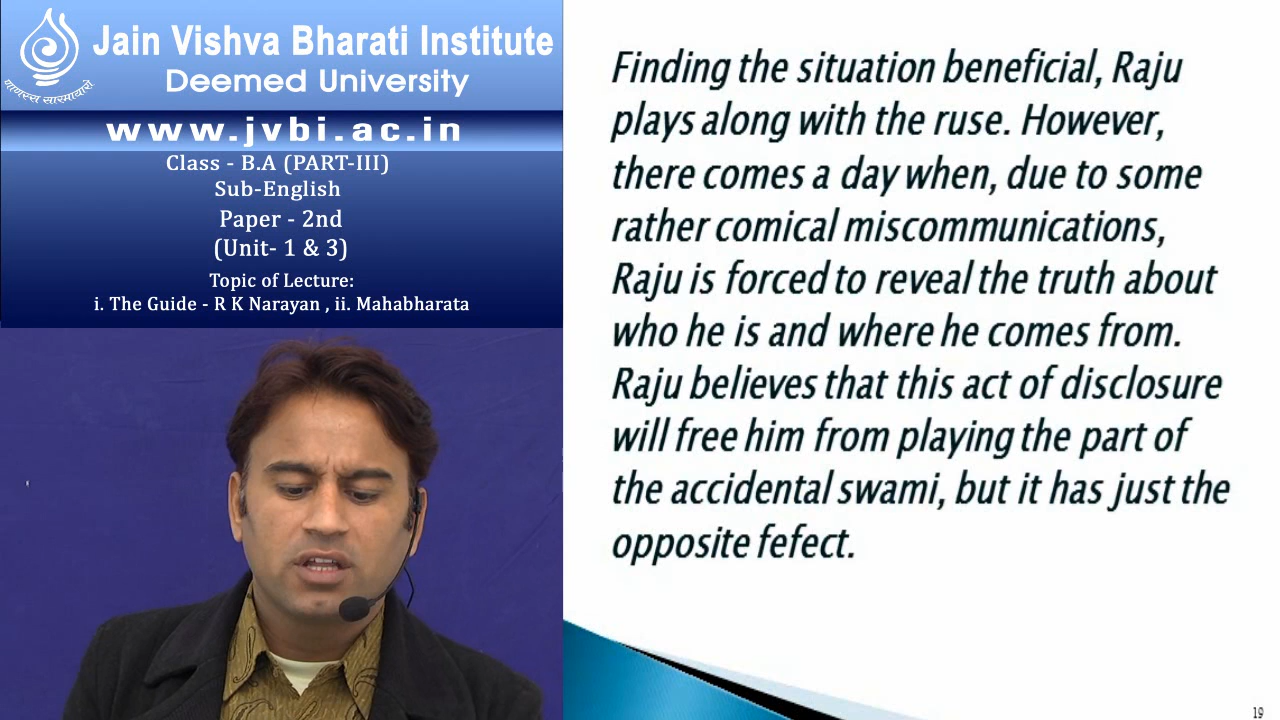 Jain Vishva Bharati Institute
Deemed University
णाणस्स सारमायारो
www.jvbi.ac.in
Class - B.A (PART-III)
Sub-English
Paper - 2nd
(Unit- 1 & 3)
Topic of Lecture:
i. The Guide - R K Narayan , ii. Mahabharata
Finding the situation beneficial, Raju
plays along with the ruse. However,
there comes a day when, due to some
rather comical miscommunications,
Raju is forced to reveal the truth about
who he is and where he comes from.
Raju believes that this act of disclosure
will free him from playing the part of
the accidental swami, but it has just the
opposite fefect.
19